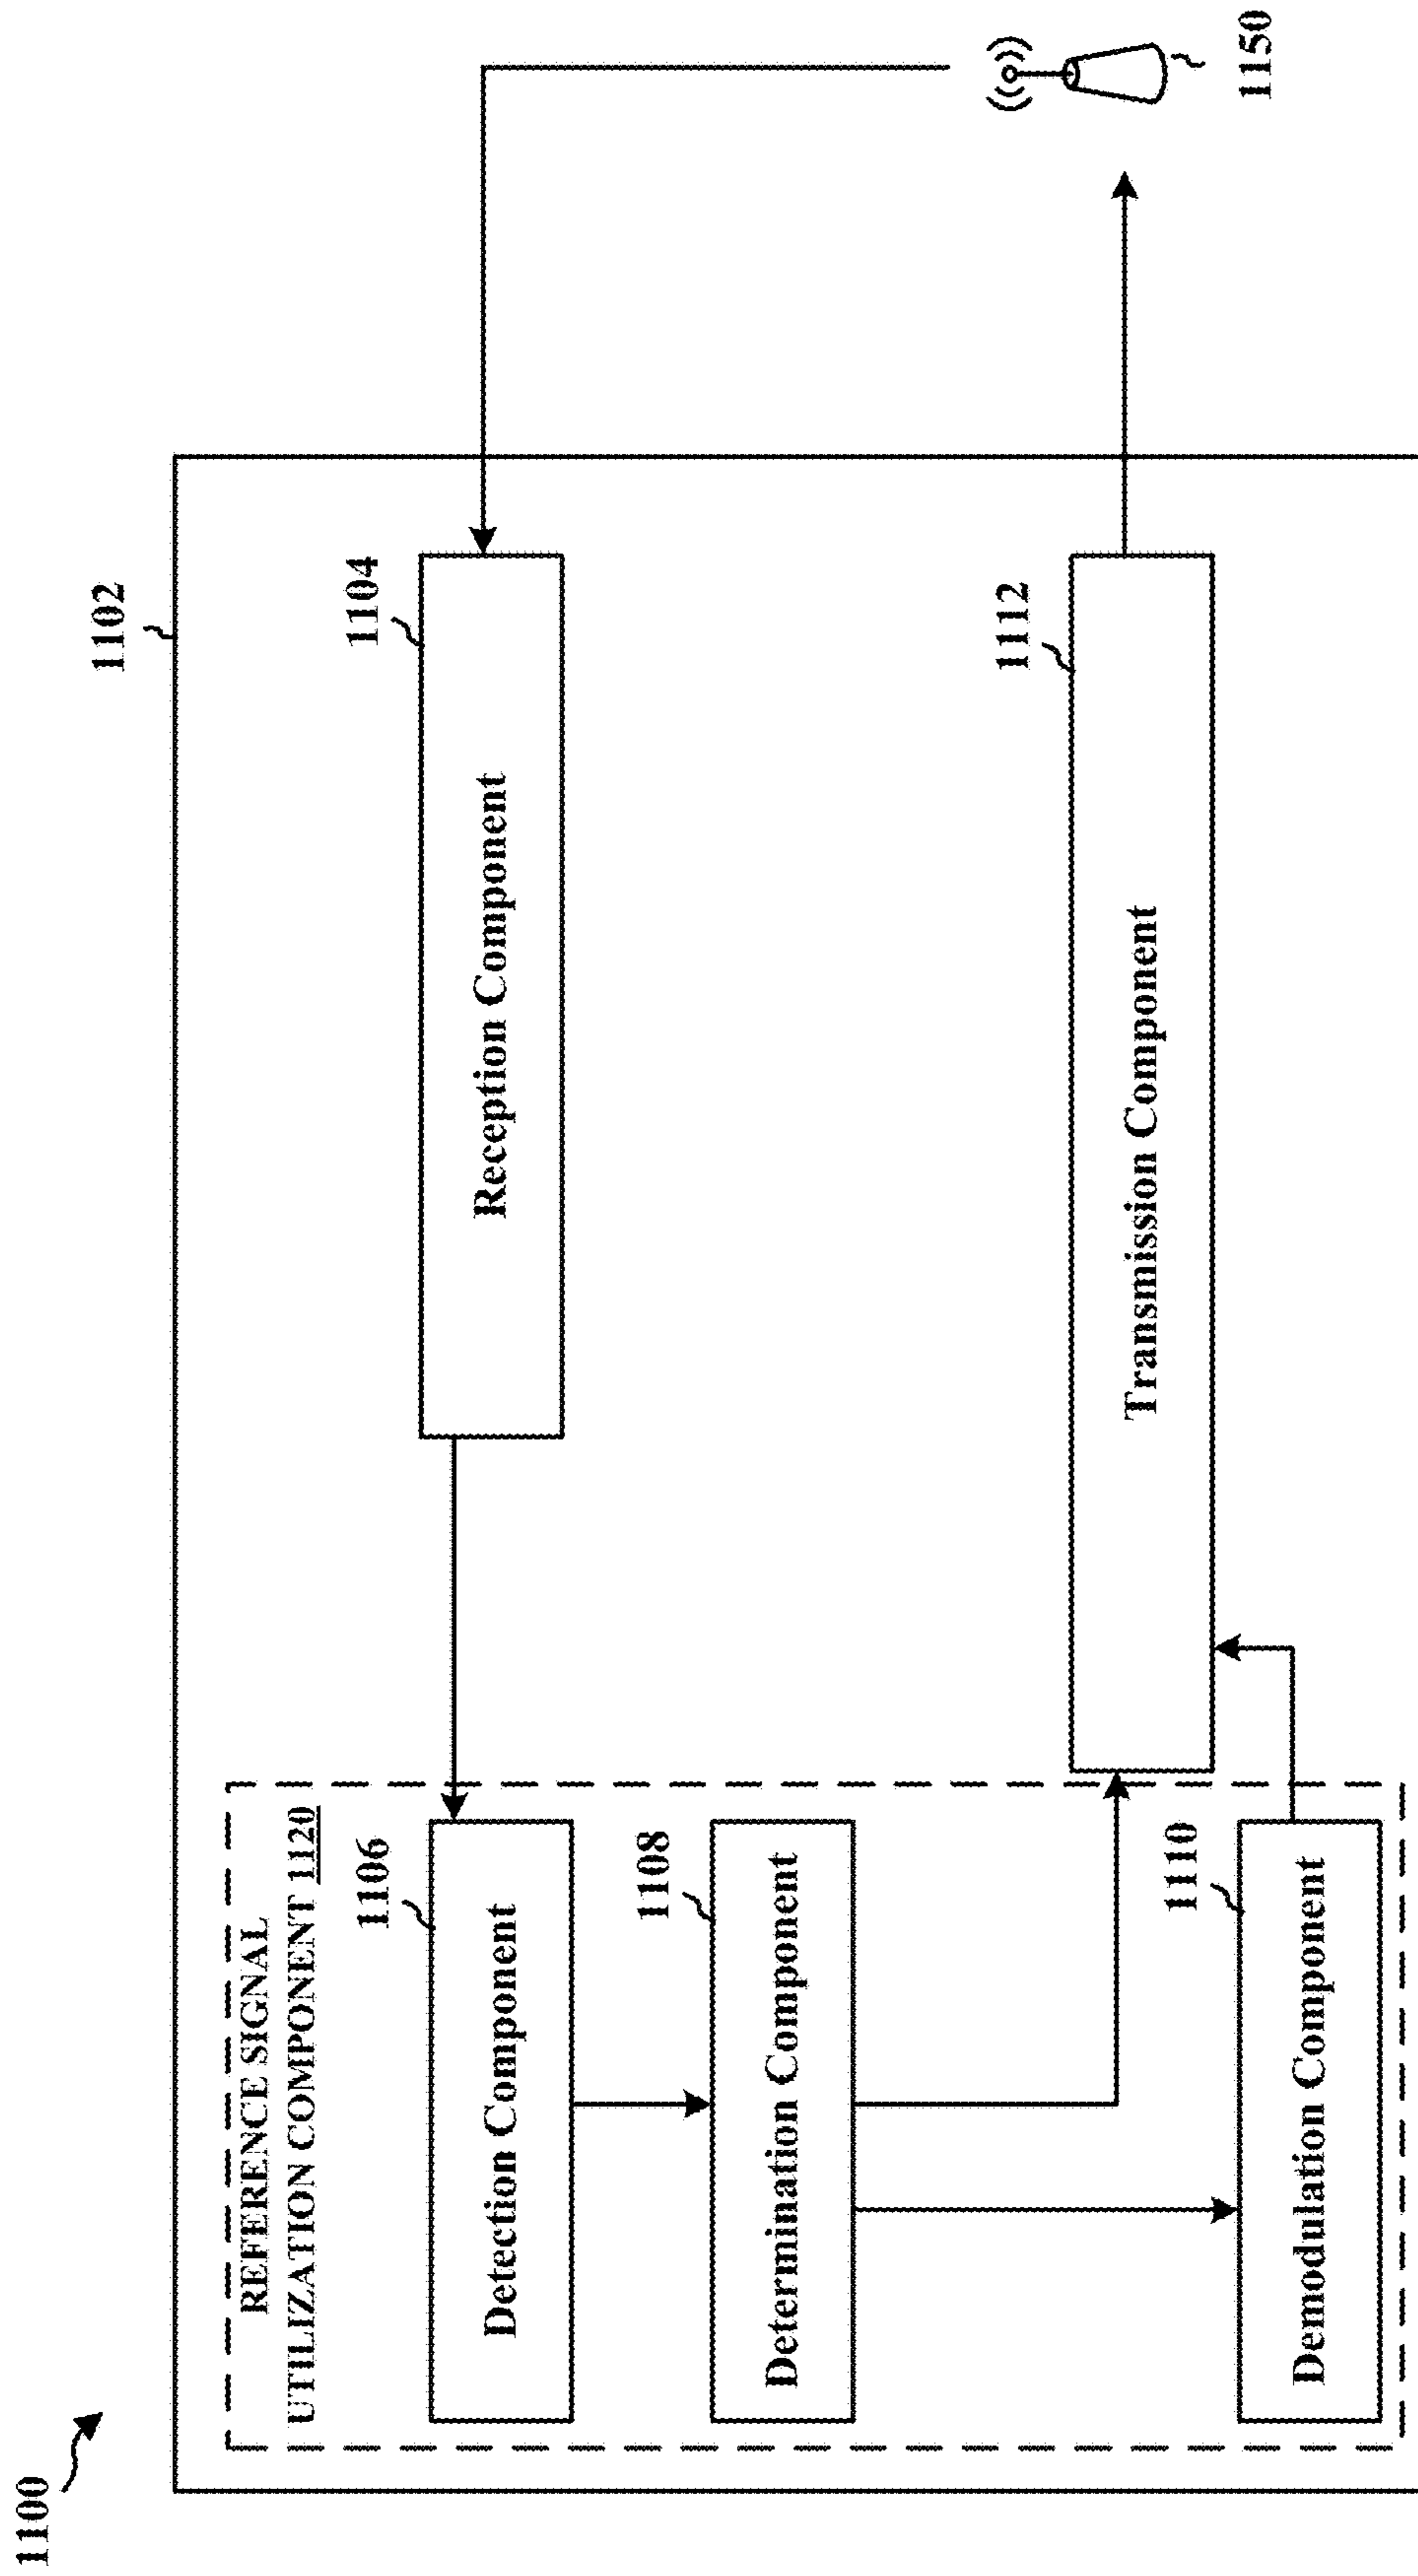 1100
1102
REFERENCE SIGNAL
UTILIZATION COMPONENT 1120
1106
Detection Component
1104
Reception Component
1108
Determination Component
1112
Transmission Component
1110
Demodulation Component
1150